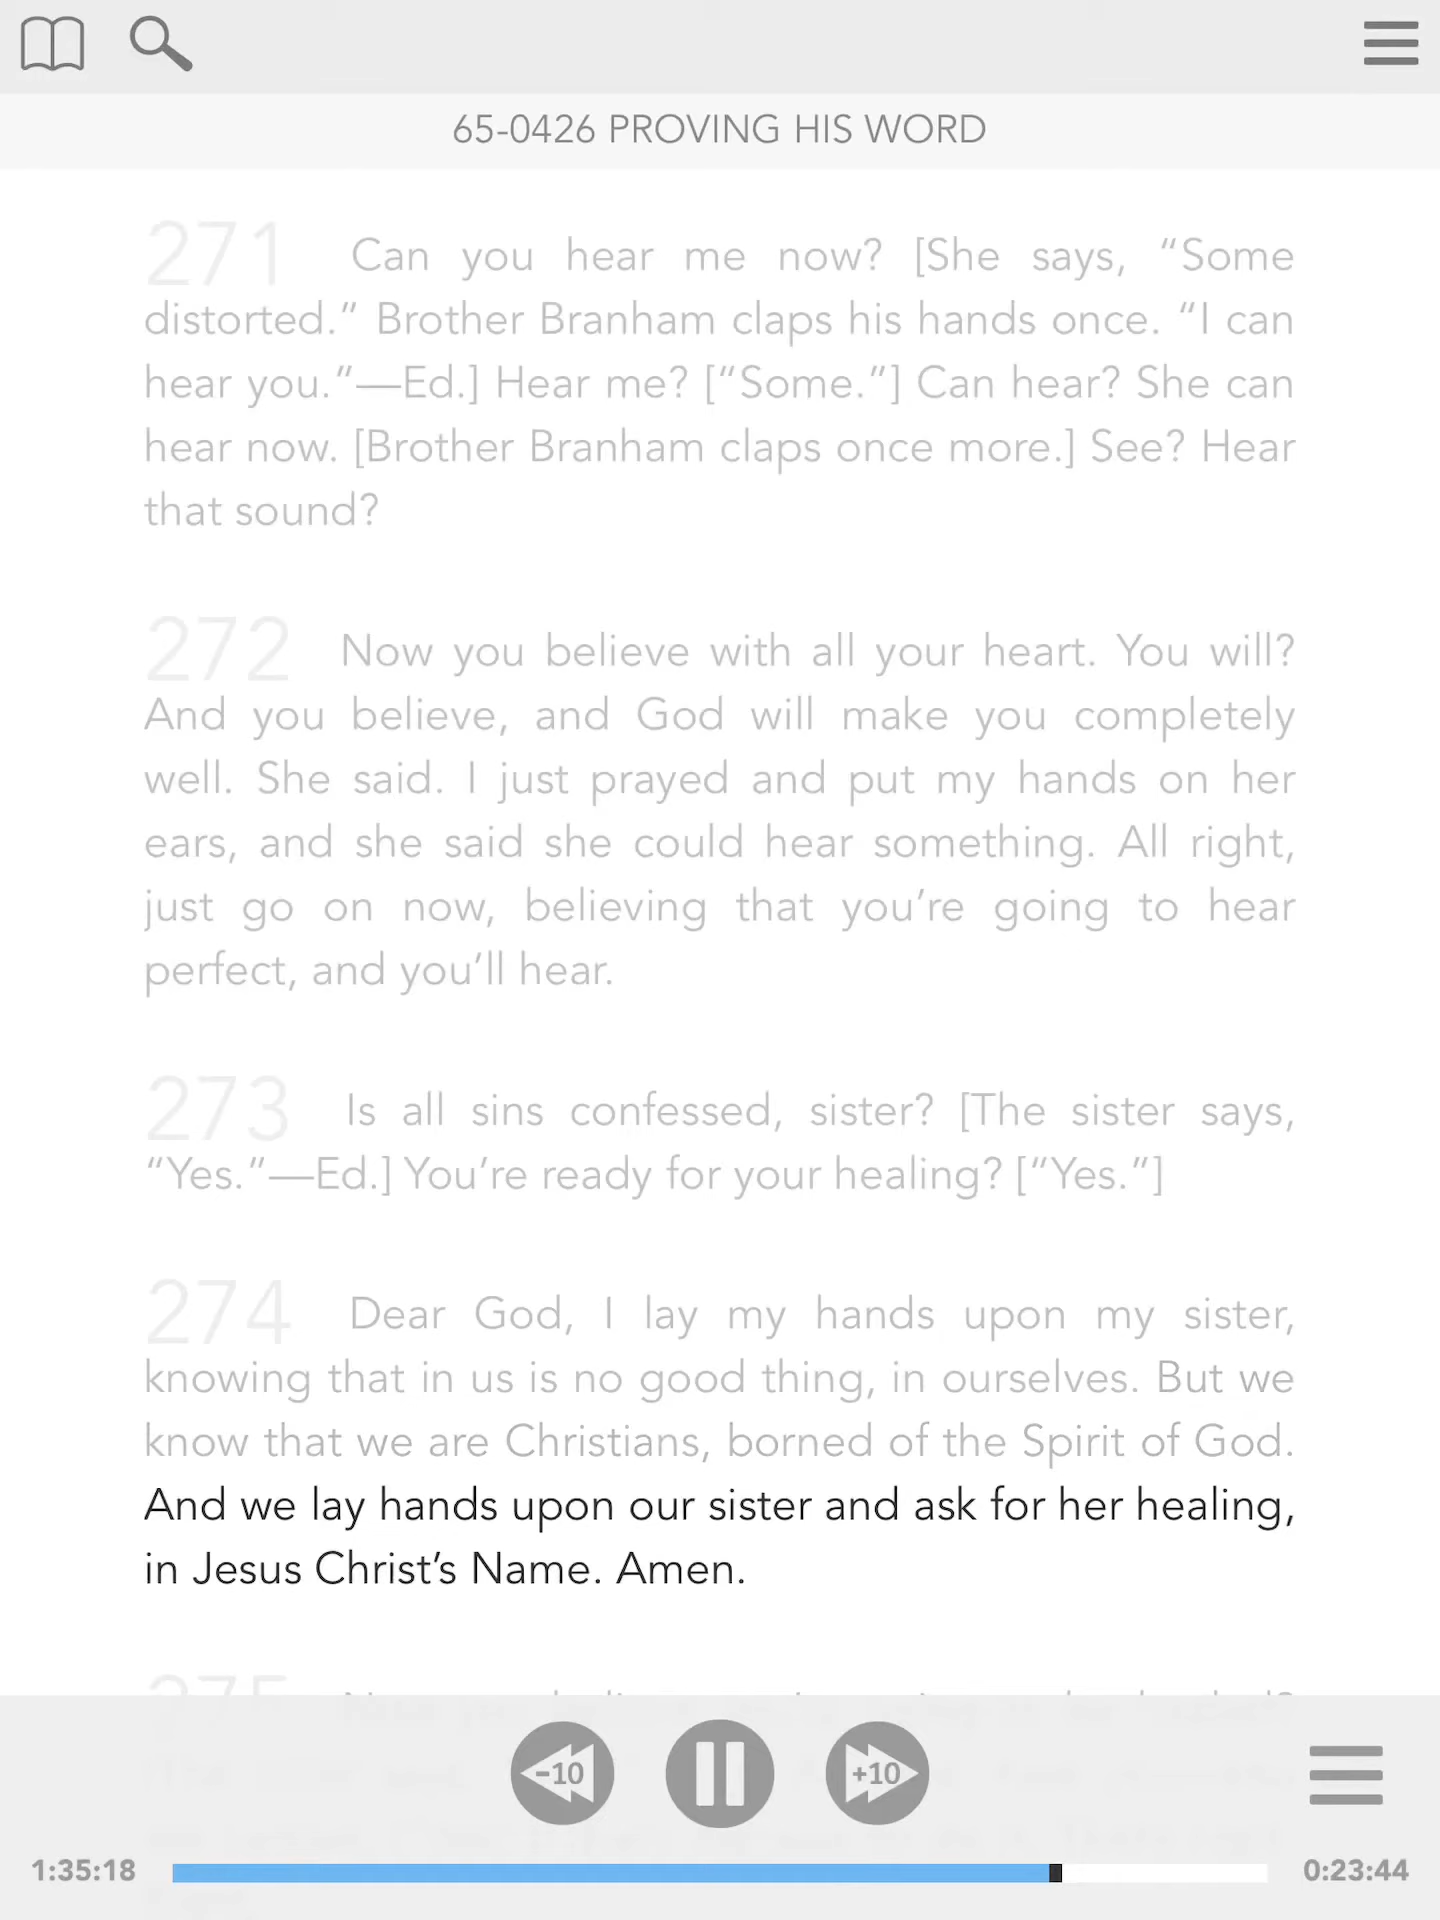 65-0426 PROVING HIS WORD
271 Can you hear me now? [She says, “Some
distorted.” Brother Branham claps his hands once. “I can
hear you.”—Ed.] Hear me? [“Some.”] Can hear? She can
hear now. [Brother Branham claps once more.] See? Hear
that sound?
272 Now you believe with all your heart. You will?
And you believe, and God will make you completely
well. She said. I just prayed and put my hands on her
ears, and she said she could hear something. All right,
just go on now, believing that you’re going to hear
perfect, and you’ll hear.
273 Is all sins confessed, sister? [The sister says,
“Yes.”—Ed.] You’re ready for your healing? [“Yes.”]
274 Dear God, I lay my hands upon my sister,
knowing that in us is no good thing, in ourselves. But we
know that we are Christians, borned of the Spirit of God.
And we lay hands upon our sister and ask for her healing,
in Jesus Christ’s Name. Amen.
275
-10 +10
1:35:18 0:23:44